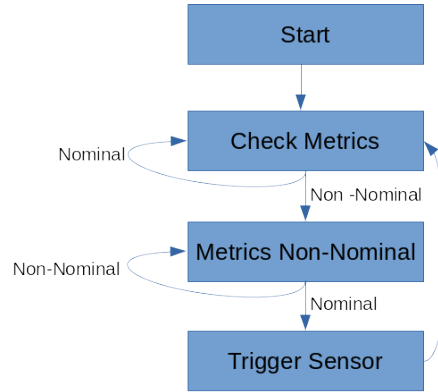 Start
Check Metrics
Nominal
Non -Nominal
Metrics Non-Nominal
Non-Nominal
Nominal
Trigger Sensor